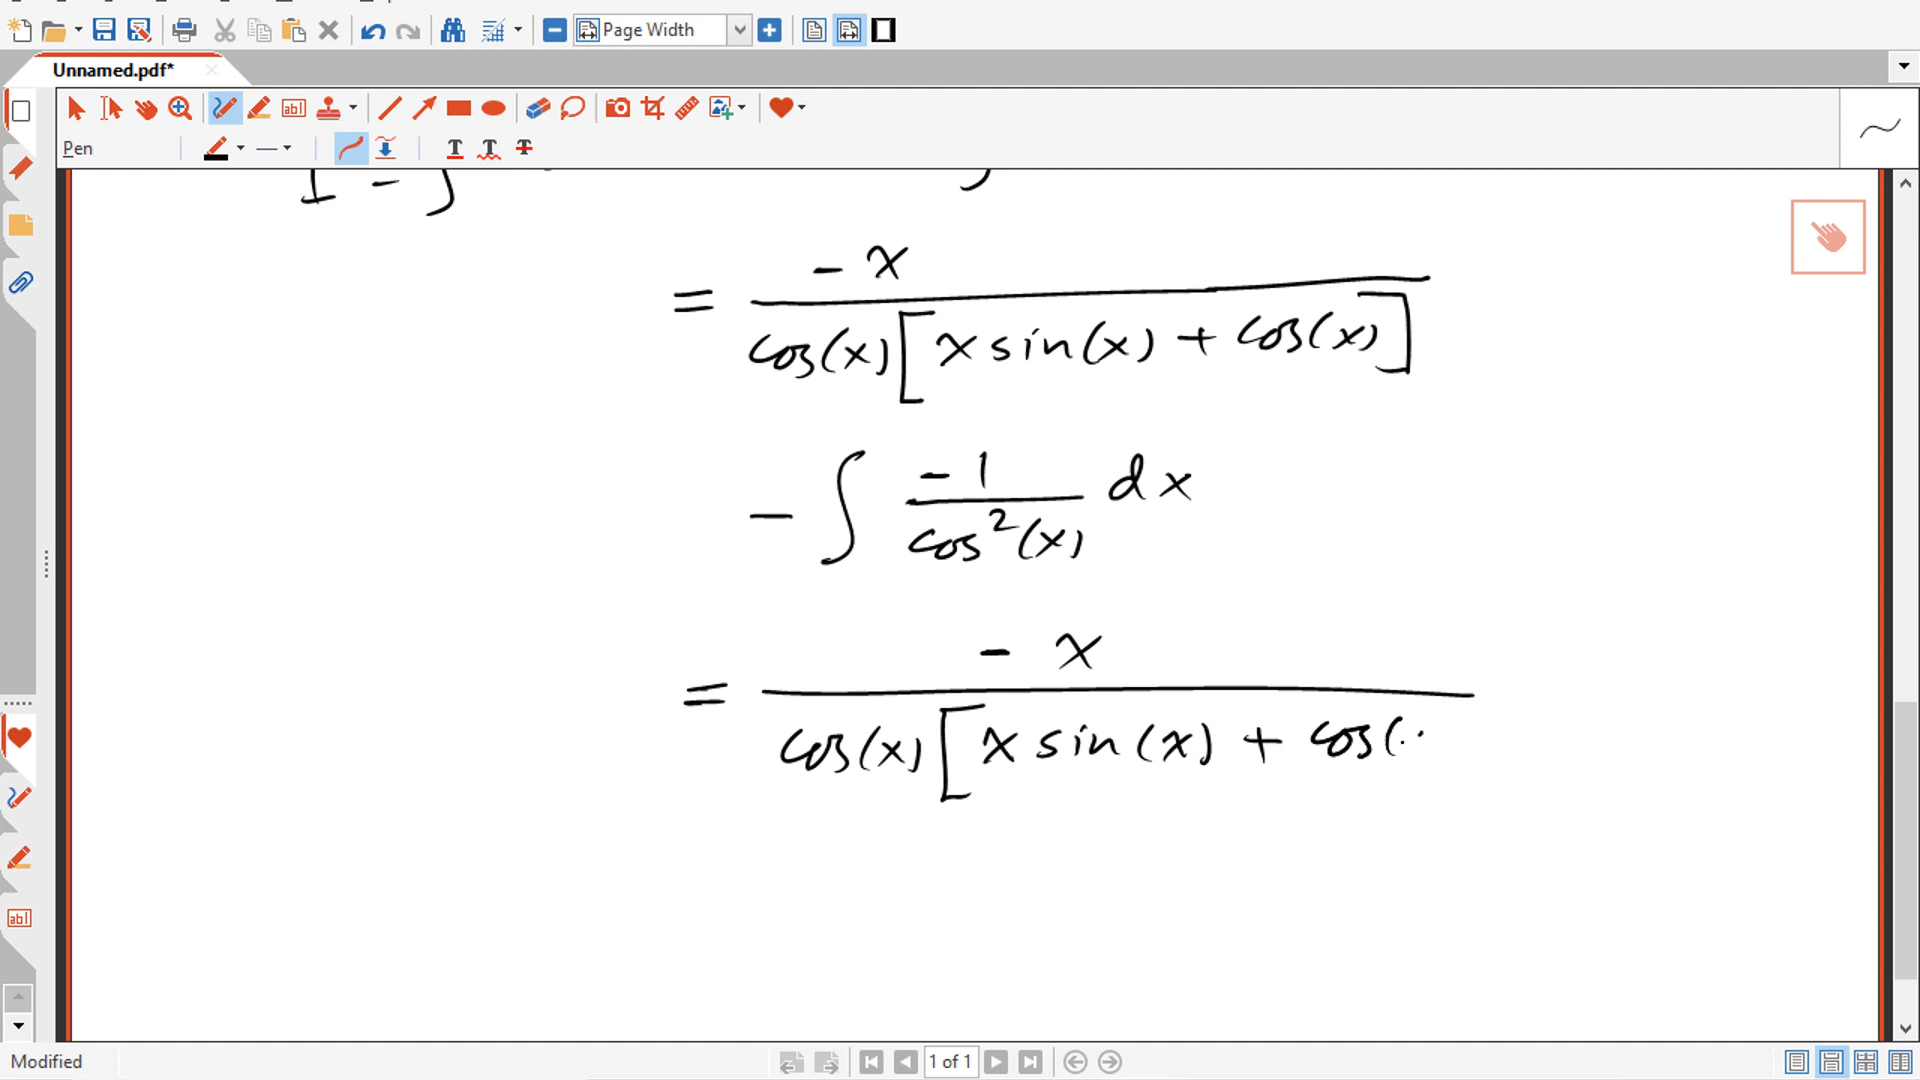 Page Width
Unnamed.pdf*
Pen
I = ∫
= -x / cos(x)[x sin(x) + cos(x)]
- ∫ -1 / cos²(x) dx
= -x / cos(x)[x sin(x) + cos(
Modified
1 of 1